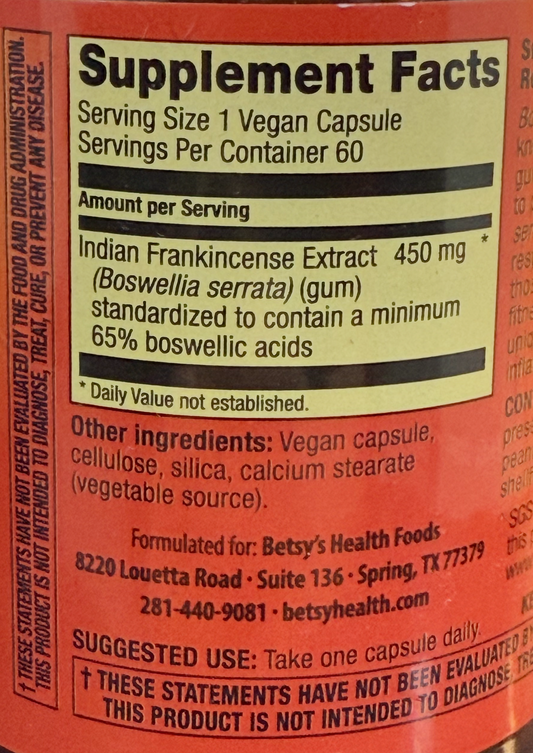 † THESE STATEMENTS HAVE NOT BEEN EVALUATED BY THE FOOD AND DRUG ADMINISTRATION.
THIS PRODUCT IS NOT INTENDED TO DIAGNOSE, TREAT, CURE, OR PREVENT ANY DISEASE.
Supplement Facts
Serving Size 1 Vegan Capsule
Servings Per Container 60
Amount per Serving
Indian Frankincense Extract 450 mg *
(Boswellia serrata) (gum)
standardized to contain a minimum
65% boswellic acids
* Daily Value not established.
Other ingredients: Vegan capsule,
cellulose, silica, calcium stearate
(vegetable source).
Formulated for: Betsy's Health Foods
8220 Louetta Road • Suite 136 • Spring, TX 77379
281-440-9081 • betsyhealth.com
SUGGESTED USE: Take one capsule daily.
† THESE STATEMENTS HAVE NOT BEEN EVALUATED
THIS PRODUCT IS NOT INTENDED TO DIAGNOSE,